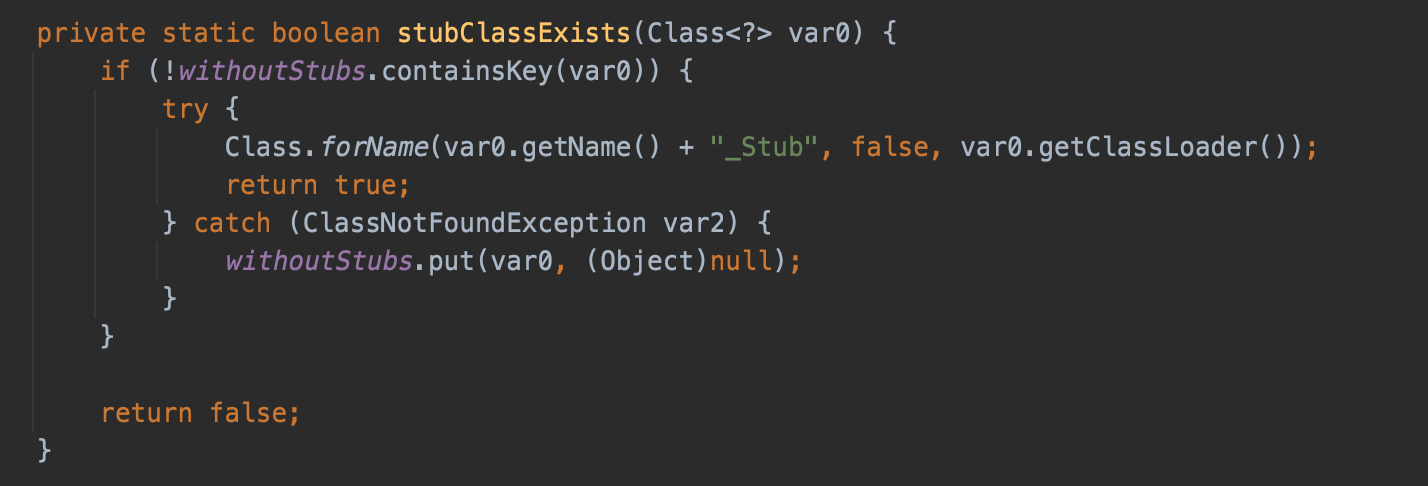 private static boolean stubClassExists(Class<?> var0) {
    if (!withoutStubs.containsKey(var0)) {
        try {
            Class.forName(var0.getName() + "_Stub", false, var0.getClassLoader());
            return true;
        } catch (ClassNotFoundException var2) {
            withoutStubs.put(var0, (Object)null);
        }
    }

    return false;
}